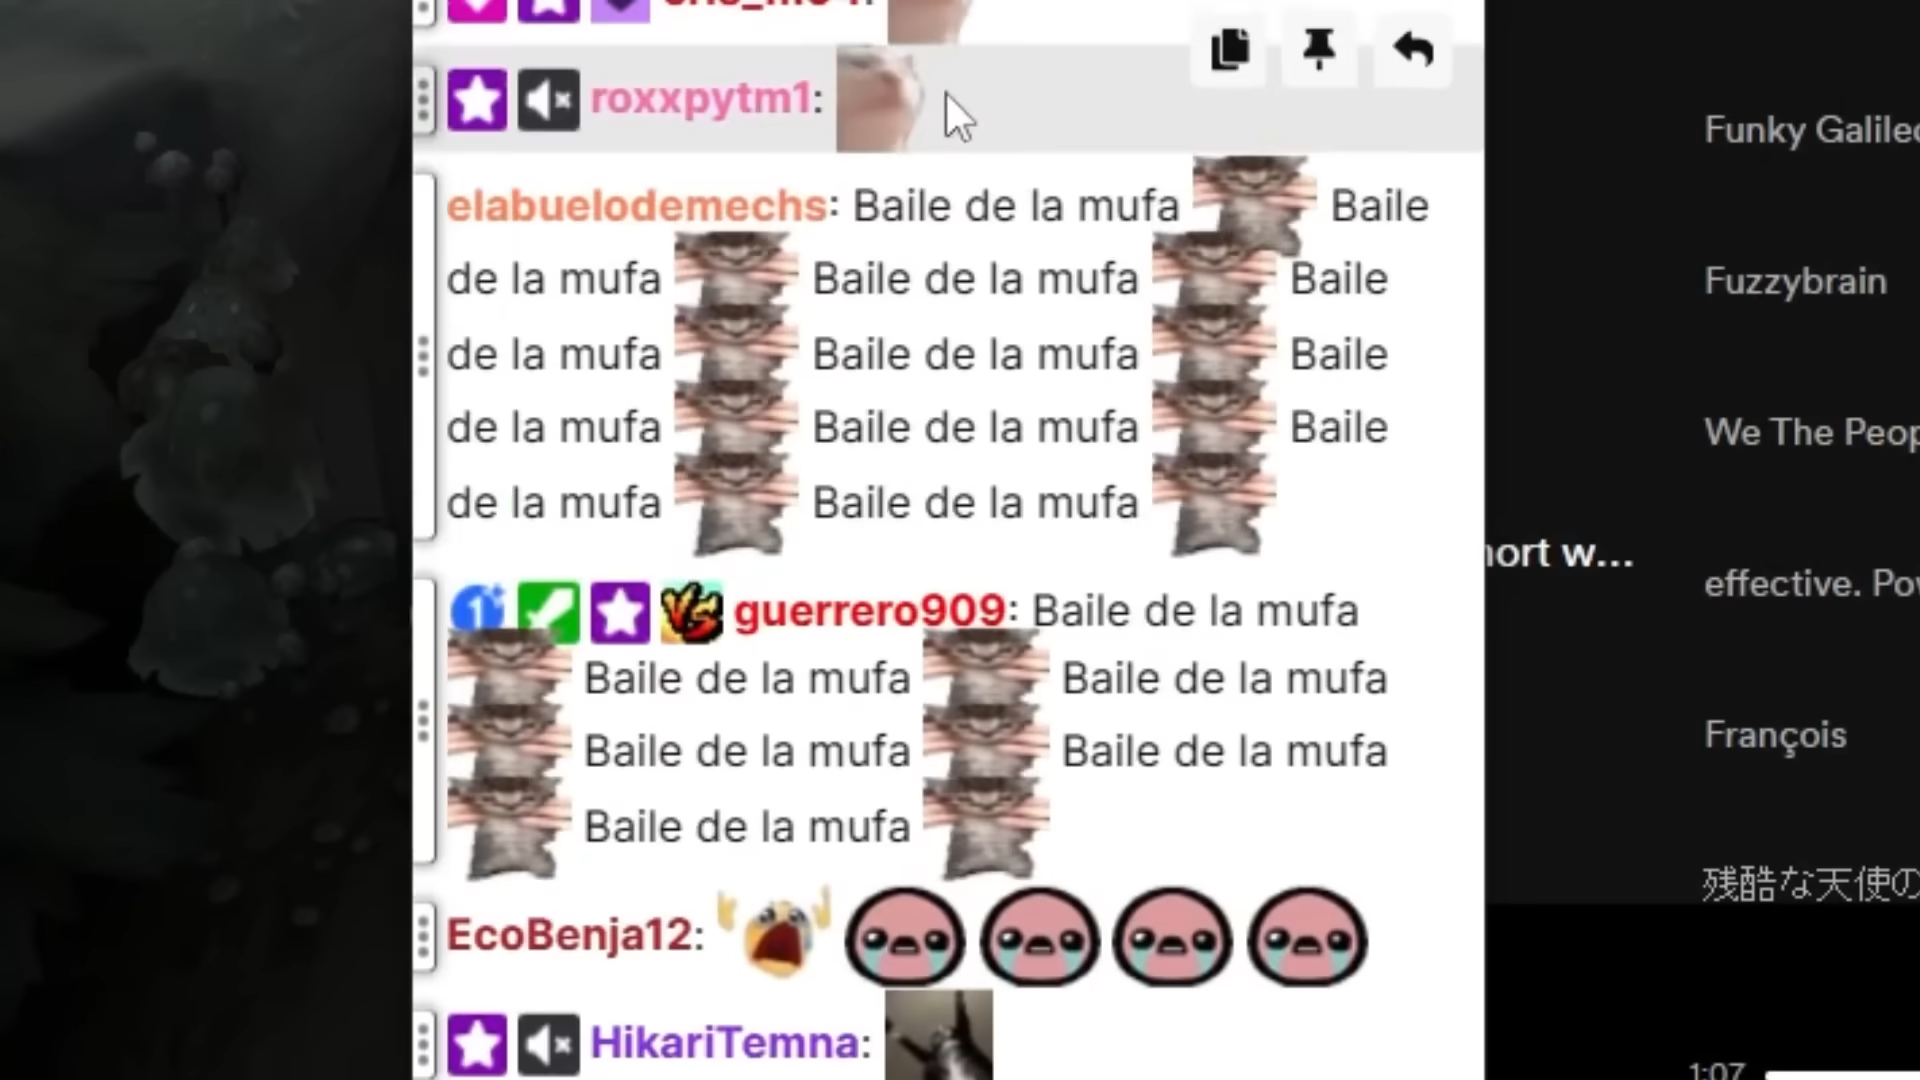 roxxpytm1:
elabuelodemechs: Baile de la mufa Baile
de la mufa Baile de la mufa Baile
de la mufa Baile de la mufa Baile
de la mufa Baile de la mufa Baile
de la mufa Baile de la mufa
1 VS guerrero909: Baile de la mufa
Baile de la mufa Baile de la mufa
Baile de la mufa Baile de la mufa
Baile de la mufa
EcoBenja12:
HikariTemna:
Funky
Fuzzybrain
We The
w...
effective.
François
残酷な天使の
1:07